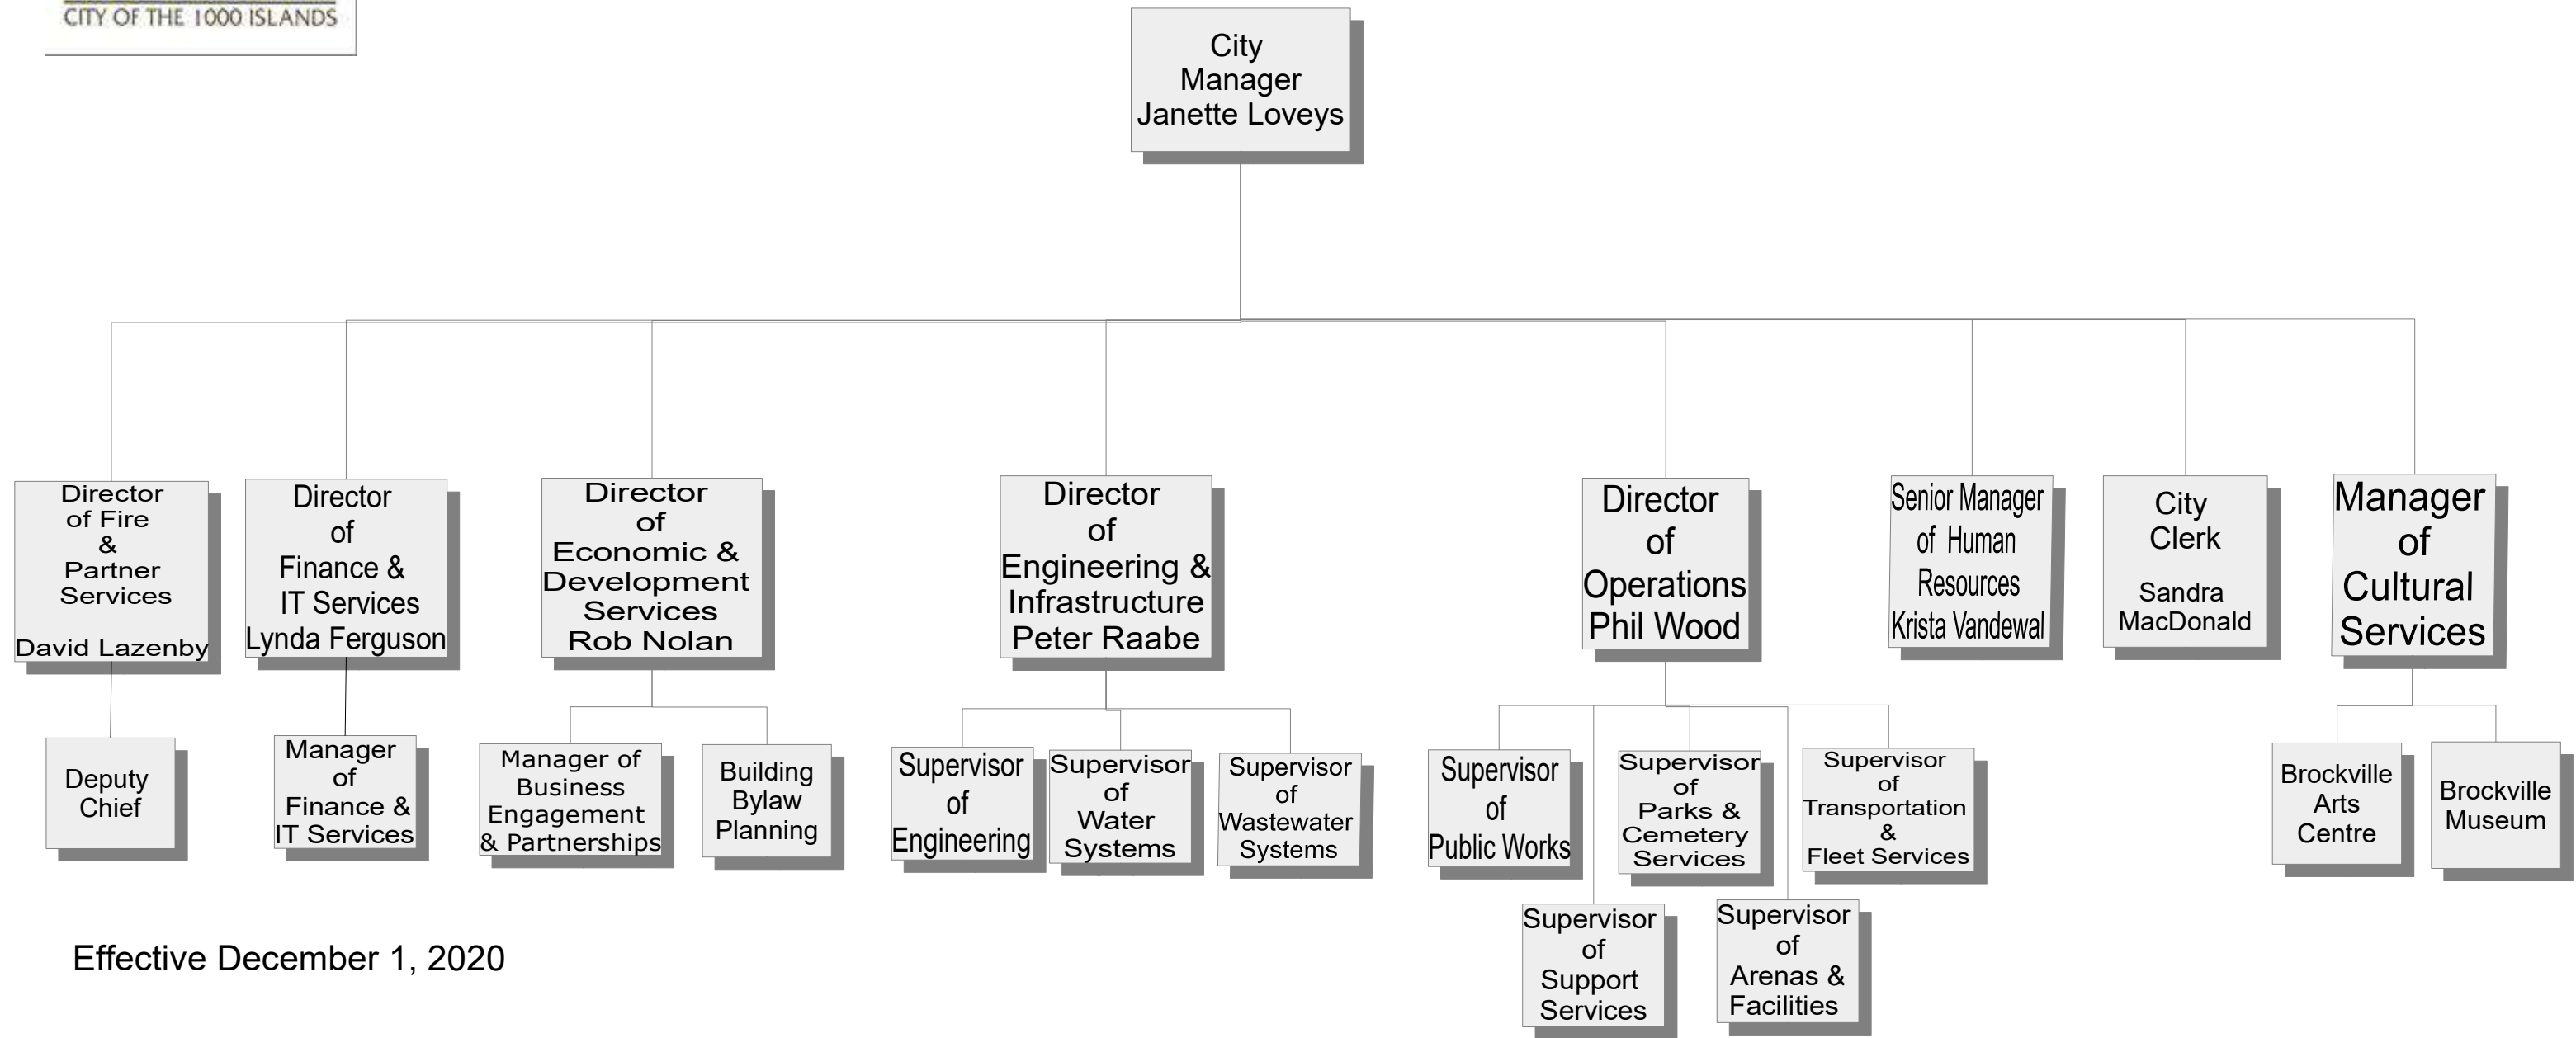 CITY OF THE 1000 ISLANDS
City
Manager
Janette Loveys
Director
of Fire
&
Partner
Services
David Lazenby
Director
of
Finance &
IT Services
Lynda Ferguson
Director
of
Economic &
Development
Services
Rob Nolan
Director
of
Engineering &
Infrastructure
Peter Raabe
Director
of
Operations
Phil Wood
Senior Manager
of Human
Resources
Krista Vandewal
City
Clerk
Sandra
MacDonald
Manager
of
Cultural
Services
Deputy
Chief
Manager
of
Finance &
IT Services
Manager of
Business
Engagement
& Partnerships
Building
Bylaw
Planning
Supervisor
of
Engineering
Supervisor
of
Water
Systems
Supervisor
of
Wastewater
Systems
Supervisor
of
Public Works
Supervisor
of
Parks &
Cemetery
Services
Supervisor
of
Transportation
&
Fleet Services
Brockville
Arts
Centre
Brockville
Museum
Supervisor
of
Support
Services
Supervisor
of
Arenas &
Facilities
Effective December 1, 2020